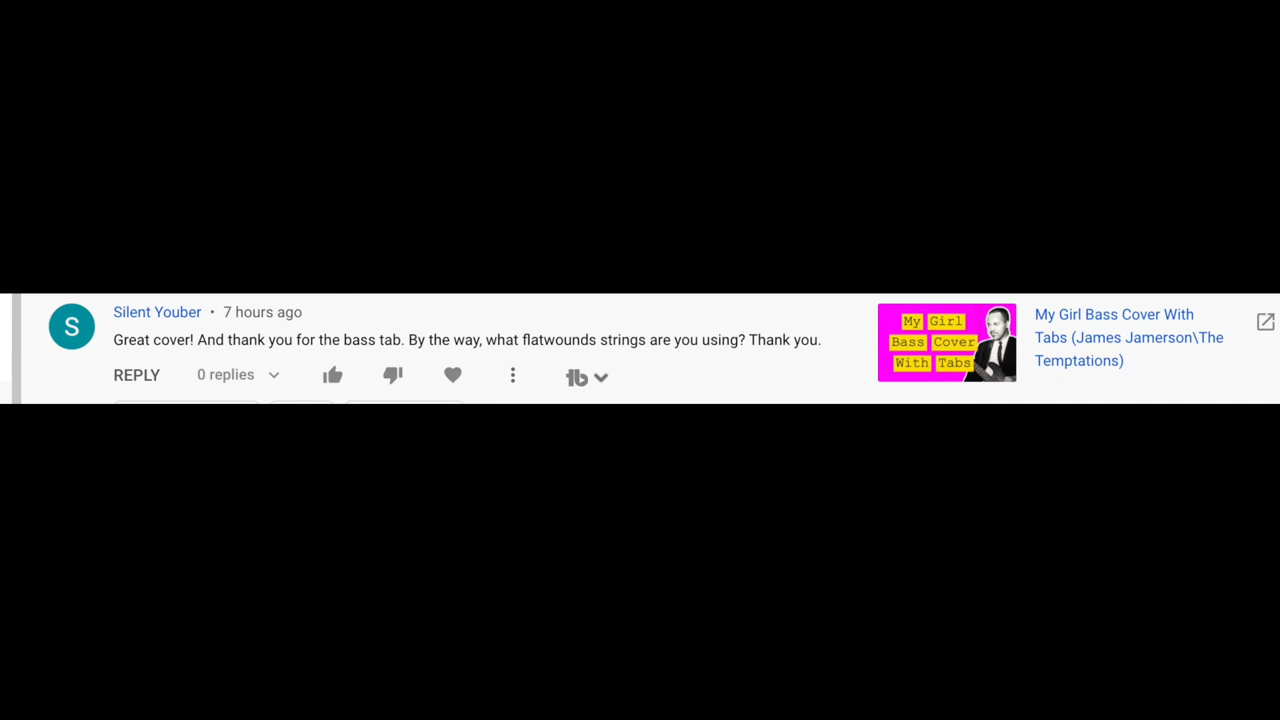 S
Silent Youber • 7 hours ago
Great cover! And thank you for the bass tab. By the way, what flatwounds strings are you using? Thank you.
REPLY 0 replies
tb
My Girl
Bass Cover
With Tabs
My Girl Bass Cover With
Tabs (James Jamerson\The
Temptations)